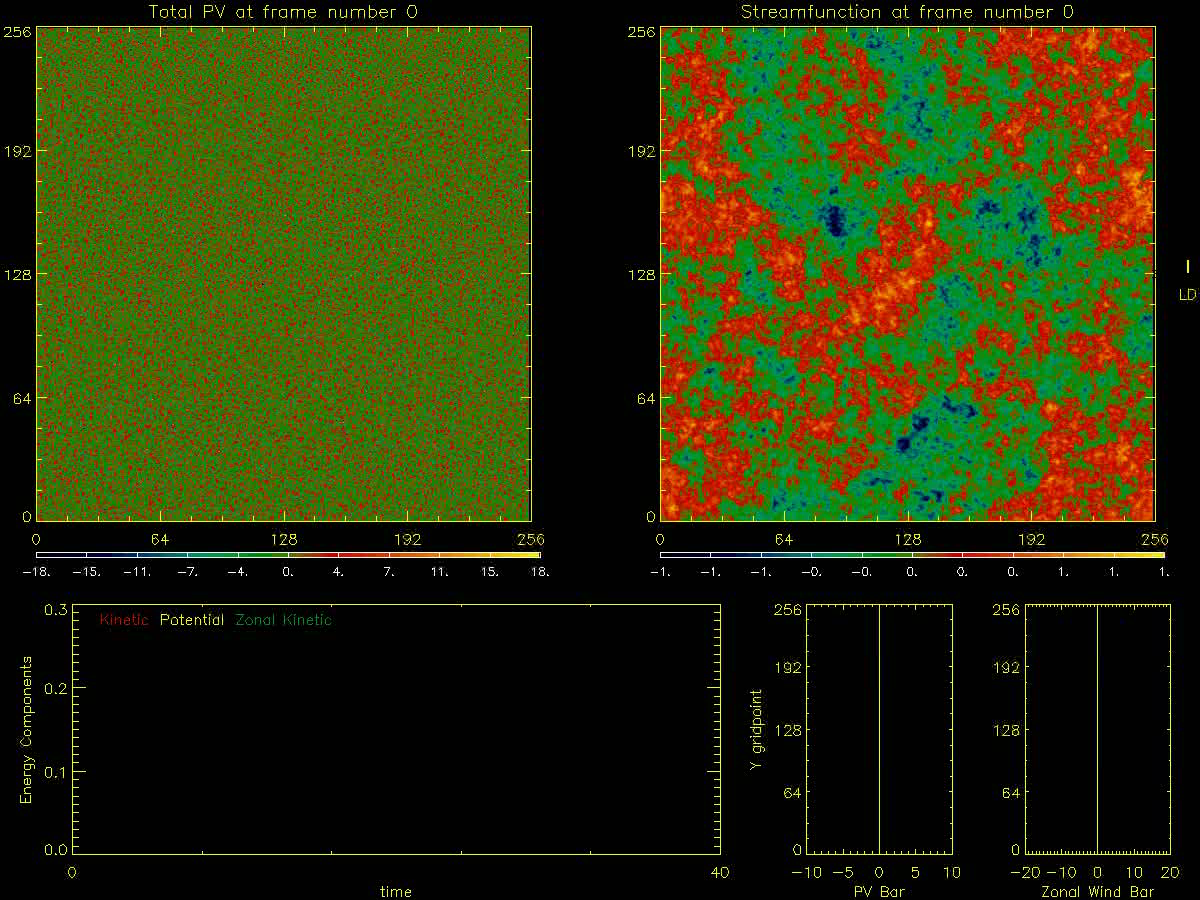 Total PV at frame number 0
Streamfunction at frame number 0
256
192
128
64
0
0 64 128 192 256
-18. -15. -11. -7. -4. 0. 4. 7. 11. 15. 18.
256
192
128
64
0
0 64 128 192 256
-1. -1. -1. -0. -0. 0. 0. 0. 1. 1. 1.
LD
Kinetic Potential Zonal Kinetic
Energy Components
0.3
0.2
0.1
0.0
0 40
time
Y gridpoint
256
192
128
64
0
-10 -5 0 5 10
PV Bar
256
192
128
64
0
-20 -10 0 10 20
Zonal Wind Bar